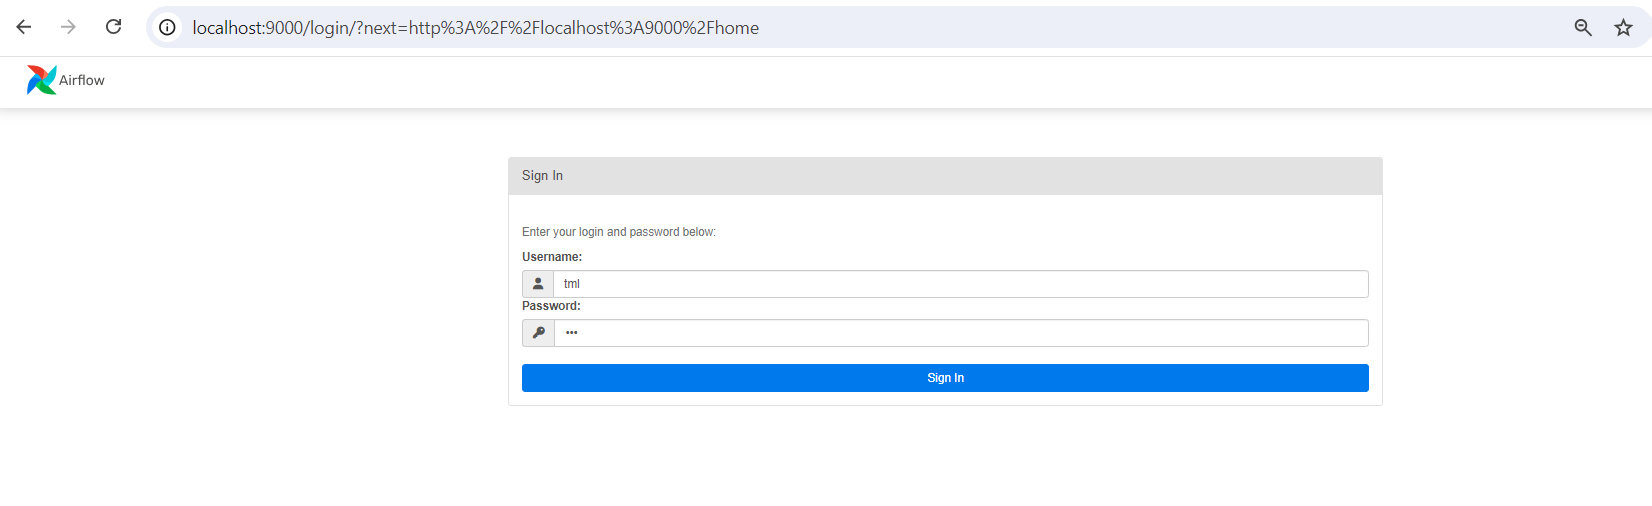 localhost:9000/login/?next=http%3A%2F%2Flocalhost%3A9000%2Fhome
Airflow
Sign In
Enter your login and password below:
Username:
tml
Password:
•••
Sign In